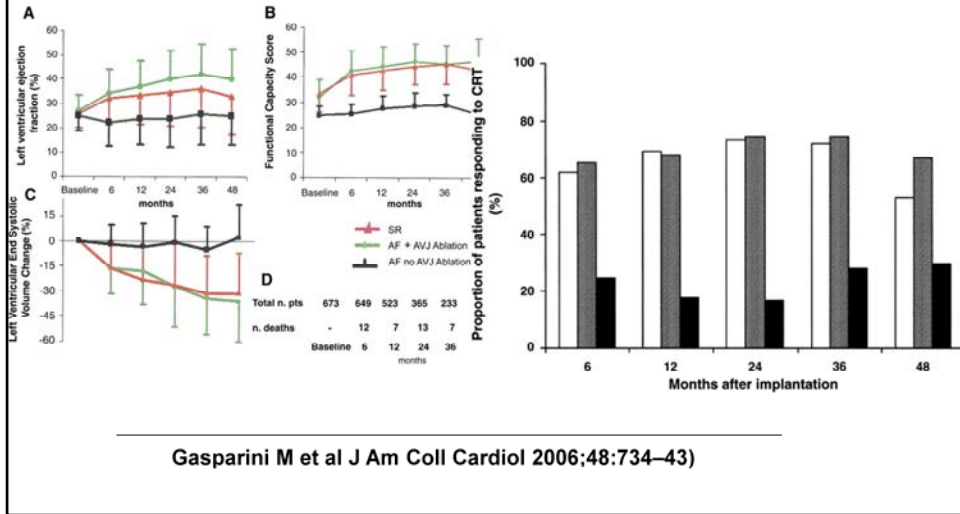 A
Left ventricular ejection
fraction (%)
60
50
40
30
20
10
0
Baseline 6 12 24 36 48
months
B
Functional Capacity Score
60
50
40
30
20
10
0
Baseline 6 12 24 36
months
C
Left Ventricular End Systolic
Volume Change (%)
15
0
-15
-30
-45
-60
SR
AF + AVJ Ablation
AF no AVJ Ablation
D
Total n. pts 673 649 523 365 233
n. deaths - 12 7 13 7
Baseline 6 12 24 36
months
Proportion of patients responding to CRT
(%)
100
80
60
40
20
0
6 12 24 36 48
Months after implantation
Gasparini M et al J Am Coll Cardiol 2006;48:734–43)